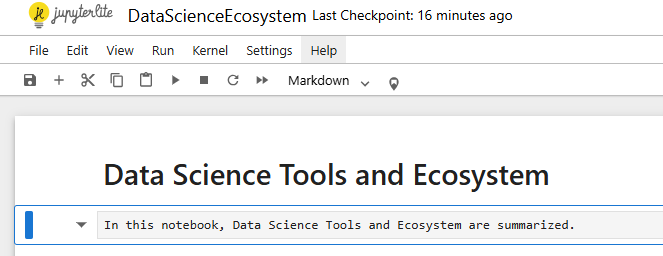 jupyterlite DataScienceEcosystem Last Checkpoint: 16 minutes ago
File Edit View Run Kernel Settings Help
Markdown
Data Science Tools and Ecosystem
In this notebook, Data Science Tools and Ecosystem are summarized.